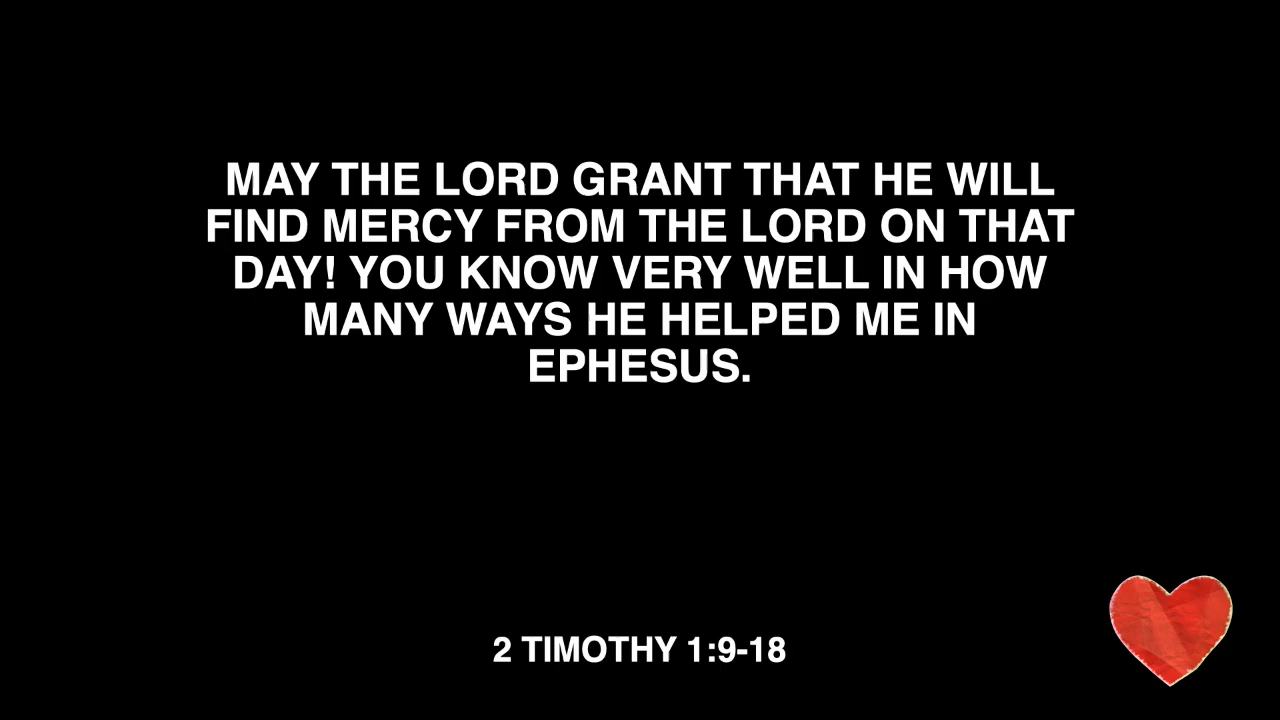 MAY THE LORD GRANT THAT HE WILL
FIND MERCY FROM THE LORD ON THAT
DAY! YOU KNOW VERY WELL IN HOW
MANY WAYS HE HELPED ME IN
EPHESUS.
2 TIMOTHY 1:9-18